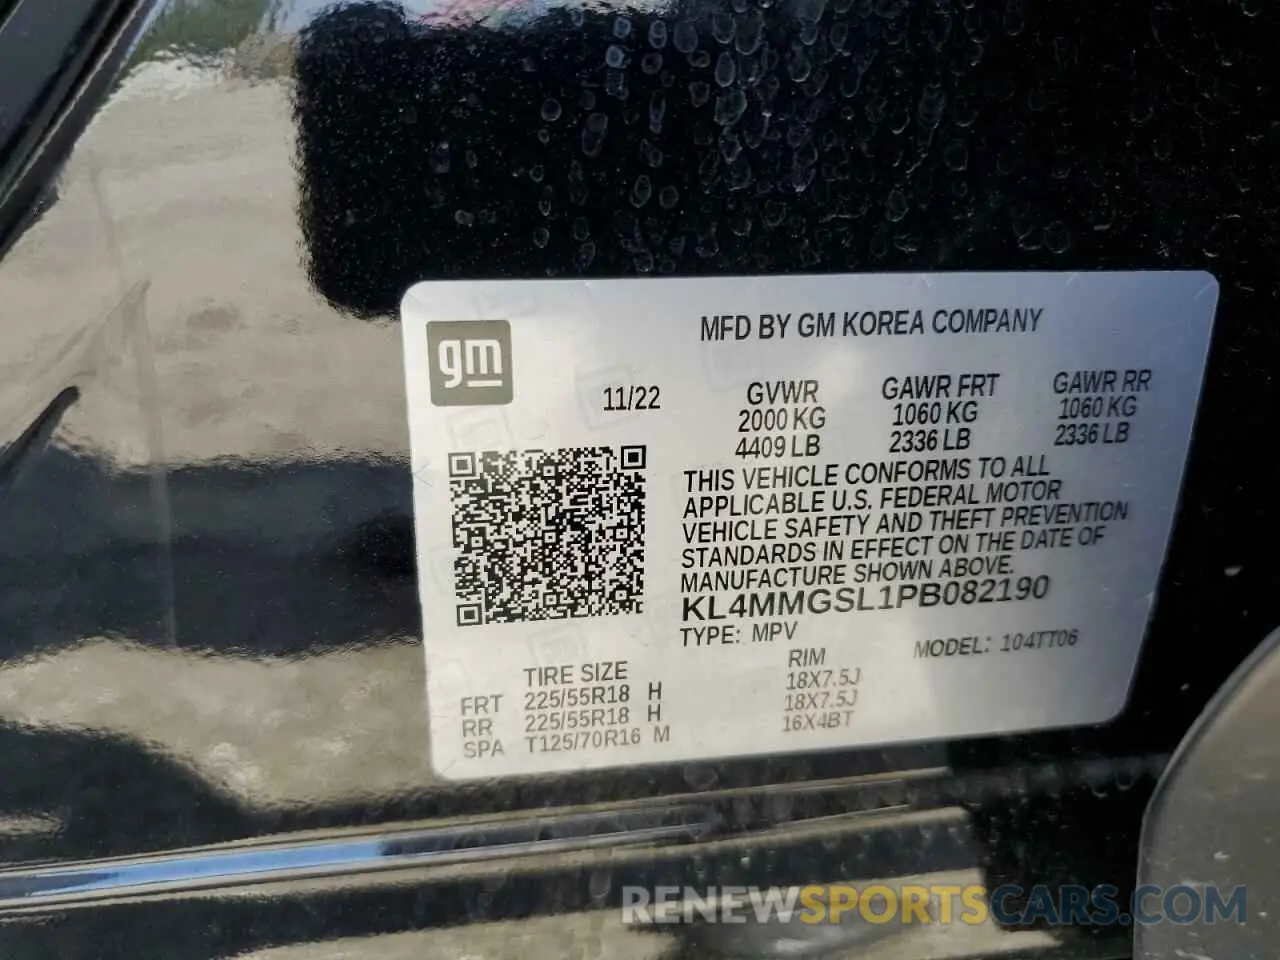 gm
MFD BY GM KOREA COMPANY
11/22
GVWR GAWR FRT GAWR RR
2000 KG 1060 KG 1060 KG
4409 LB 2336 LB 2336 LB
THIS VEHICLE CONFORMS TO ALL
APPLICABLE U.S. FEDERAL MOTOR
VEHICLE SAFETY AND THEFT PREVENTION
STANDARDS IN EFFECT ON THE DATE OF
MANUFACTURE SHOWN ABOVE.
KL4MMGSL1PB082190
TYPE: MPV MODEL: 104TT06
TIRE SIZE RIM
FRT 225/55R18 H 18X7.5J
RR 225/55R18 H 18X7.5J
SPA T125/70R16 M 16X4BT
RENEWSPORTSCARS.COM